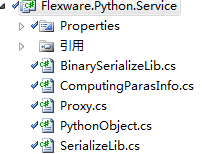 Flexware.Python.Service
Properties
引用
BinarySerializeLib.cs
ComputingParasInfo.cs
Proxy.cs
PythonObject.cs
SerializeLib.cs